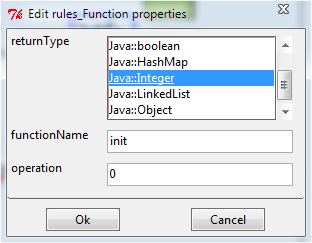 Edit rules_Function properties
returnType
Java::boolean
Java::HashMap
Java::Integer
Java::LinkedList
Java::Object
functionName
init
operation
0
Ok
Cancel